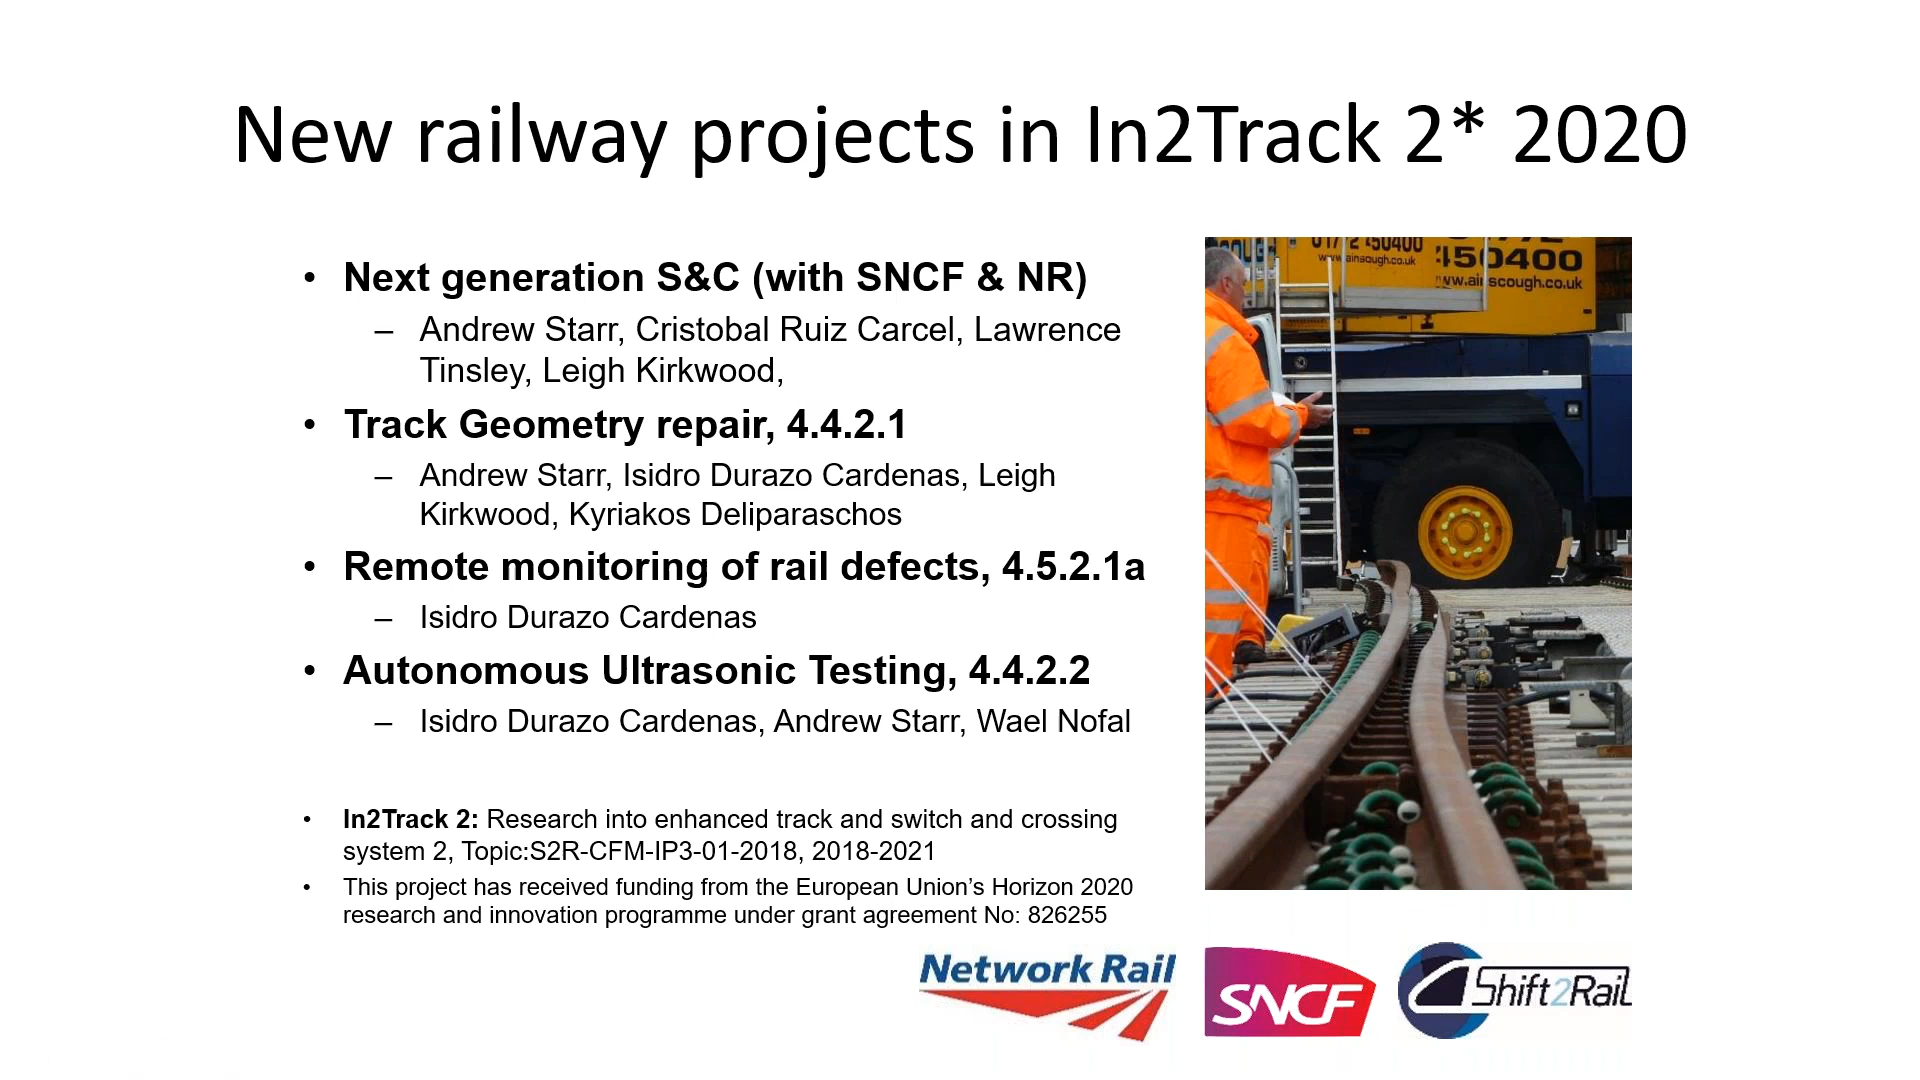 New railway projects in In2Track 2* 2020
• Next generation S&C (with SNCF & NR)
– Andrew Starr, Cristobal Ruiz Carcel, Lawrence
Tinsley, Leigh Kirkwood,
• Track Geometry repair, 4.4.2.1
– Andrew Starr, Isidro Durazo Cardenas, Leigh
Kirkwood, Kyriakos Deliparaschos
• Remote monitoring of rail defects, 4.5.2.1a
– Isidro Durazo Cardenas
• Autonomous Ultrasonic Testing, 4.4.2.2
– Isidro Durazo Cardenas, Andrew Starr, Wael Nofal
• In2Track 2: Research into enhanced track and switch and crossing
system 2, Topic:S2R-CFM-IP3-01-2018, 2018-2021
• This project has received funding from the European Union’s Horizon 2020
research and innovation programme under grant agreement No: 826255
450400
www.ainscough.co.uk
Network Rail
SNCF
Shift2Rail